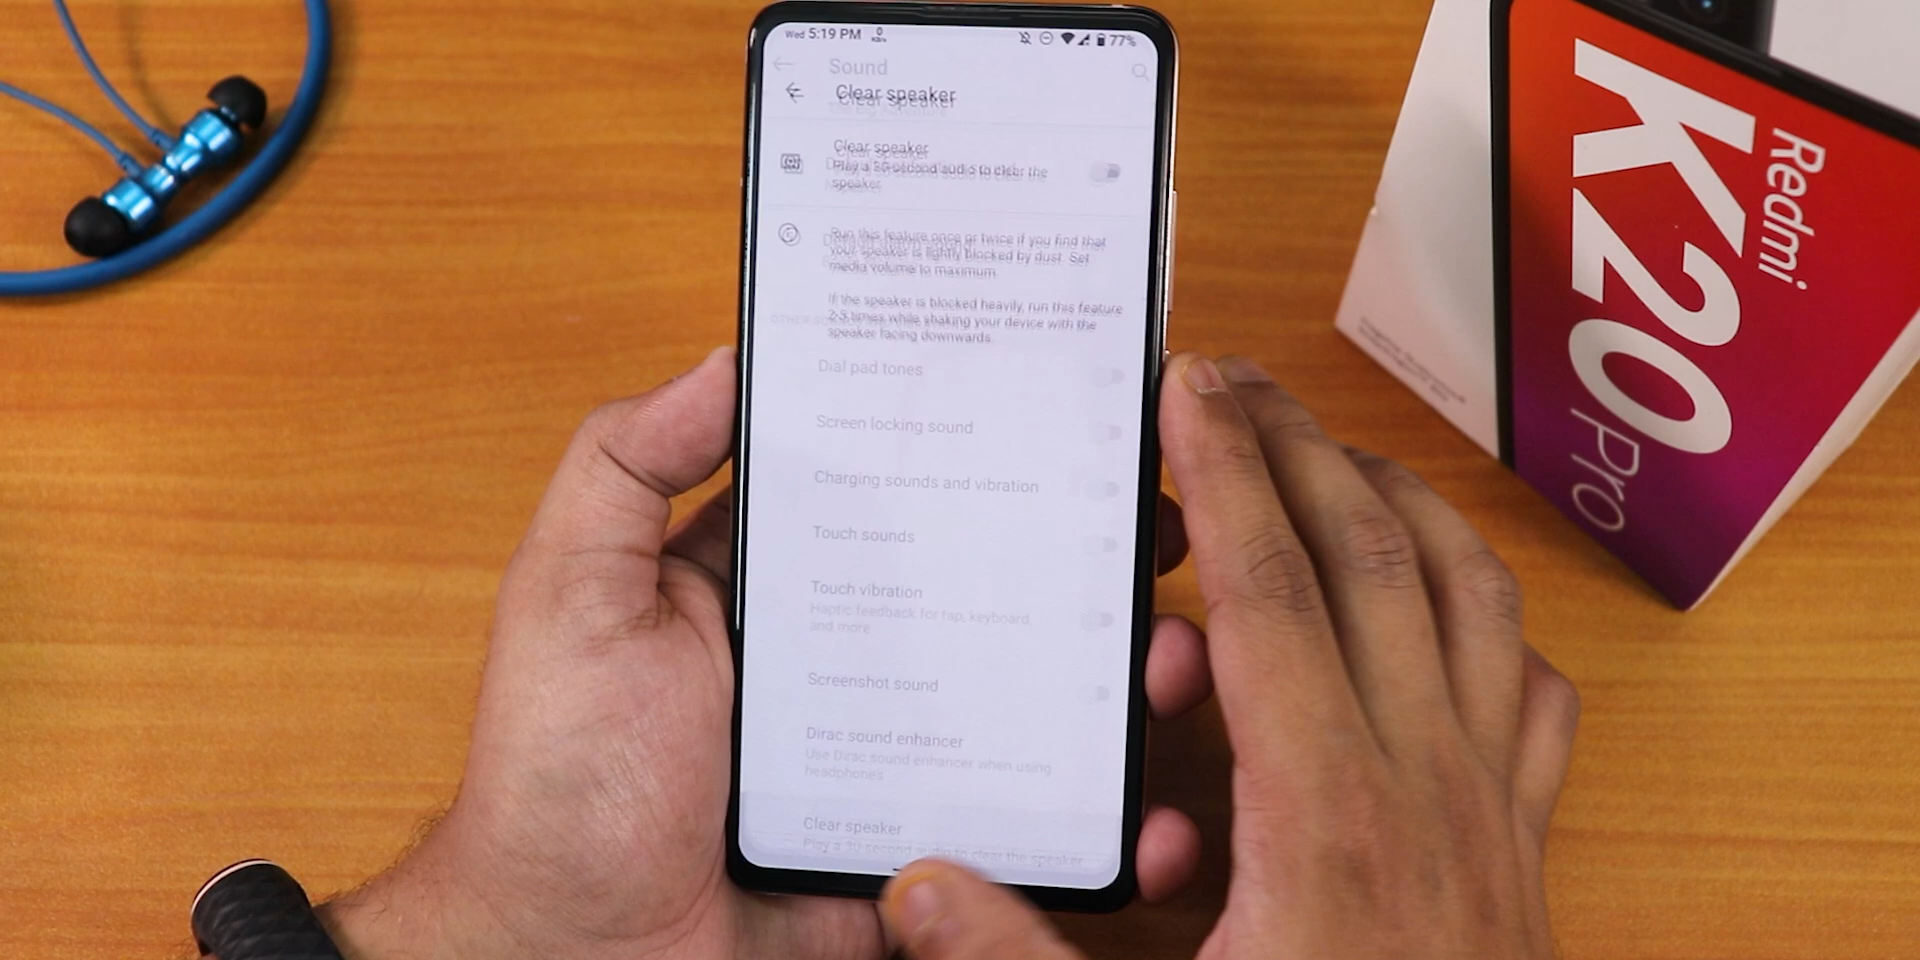 Wed 5:19 PM 0 KB/s 77%
Sound
Clear speaker
Clear speaker
Play a 30 second audio to clear the
speaker
Run this feature once or twice if you find that
your speaker is lightly blocked by dust. Set
media volume to maximum.
If the speaker is blocked heavily, run this feature
2-5 times while shaking your device with the
speaker facing downwards.
Dial pad tones
Screen locking sound
Charging sounds and vibration
Touch sounds
Touch vibration
Haptic feedback for tap, keyboard,
and more
Screenshot sound
Dirac sound enhancer
Use Dirac sound enhancer when using
headphones
Clear speaker
Play a 30 second audio to clear the speaker
Redmi
K20 Pro